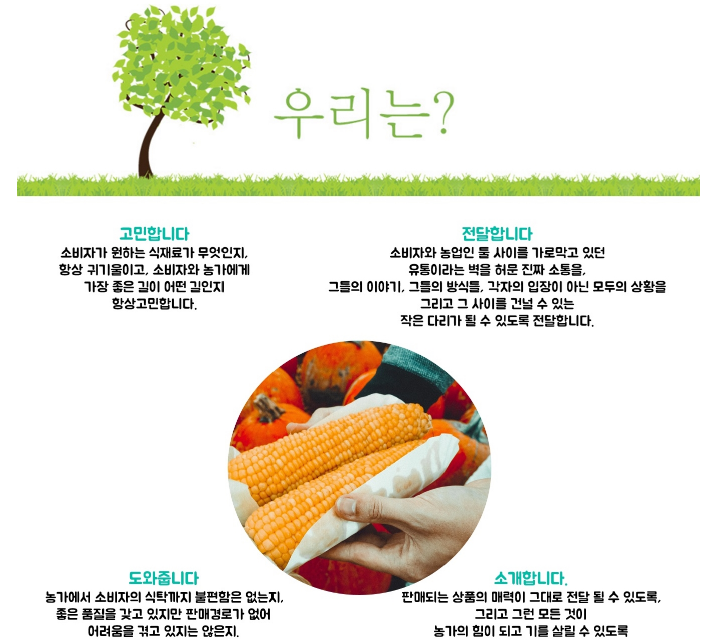 우리는?
고민합니다
소비자가 원하는 식재료가 무엇인지,
항상 귀기울이고, 소비자와 농가에게
가장 좋은 길이 어떤 길인지
항상고민합니다.
전달합니다
소비자와 농업인 둘 사이를 가로막고 있던
유통이라는 벽을 허문 진짜 소통을,
그들의 이야기, 그들의 방식들, 각자의 입장이 아닌 모두의 상황을
그리고 그 사이를 건널 수 있는
작은 다리가 될 수 있도록 전달합니다.
도와줍니다
농가에서 소비자의 식탁까지 불편함은 없는지,
좋은 품질을 갖고 있지만 판매경로가 없어
어려움을 겪고 있지는 않은지.
소개합니다.
판매되는 상품의 매력이 그대로 전달 될 수 있도록,
그리고 그런 모든 것이
농가의 힘이 되고 기를 살릴 수 있도록